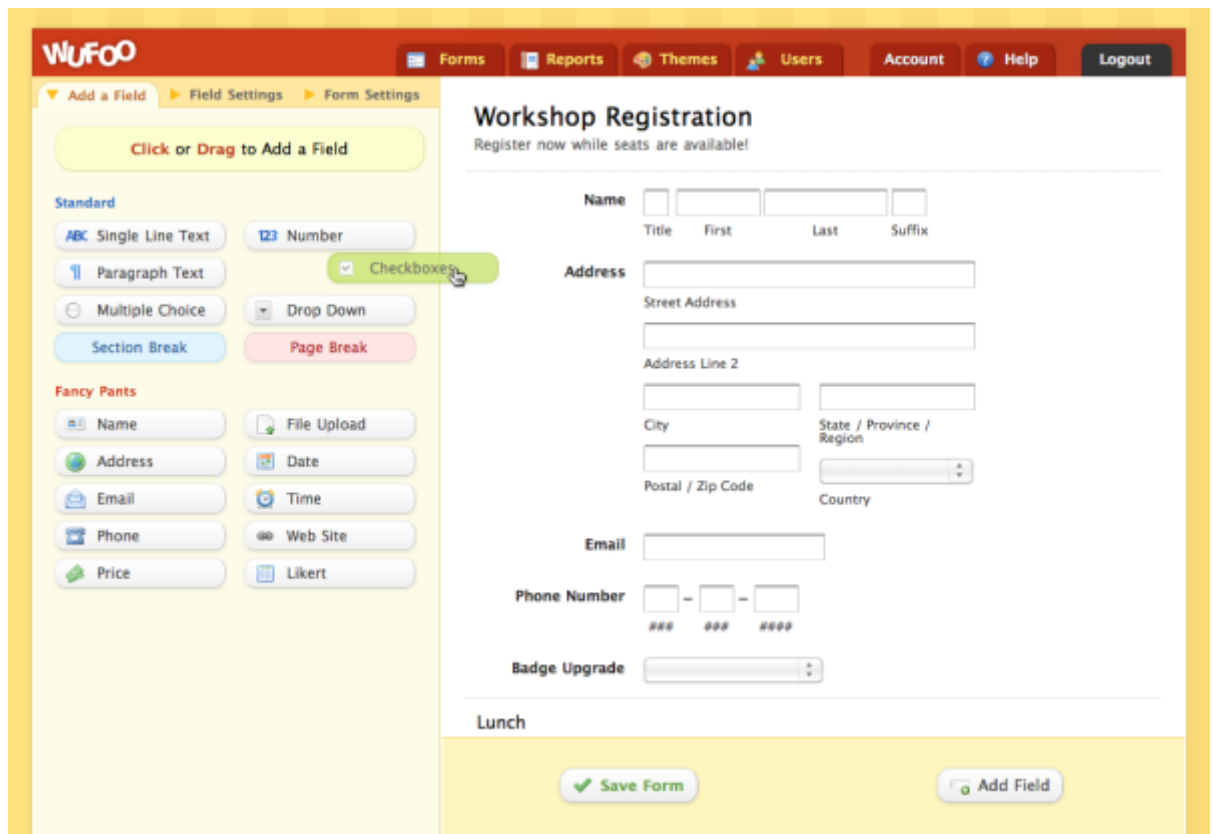 WUFOO
Forms Reports Themes Users Account Help Logout
Add a Field Field Settings Form Settings
Click or Drag to Add a Field
Standard
ABC Single Line Text
123 Number
Paragraph Text
Checkboxes
Multiple Choice
Drop Down
Section Break
Page Break
Fancy Pants
Name
File Upload
Address
Date
Email
Time
Phone
Web Site
Price
Likert
Workshop Registration
Register now while seats are available!
Name
Title First Last Suffix
Address
Street Address
Address Line 2
City
State / Province /
Region
Postal / Zip Code
Country
Email
Phone Number
– –
### ### ####
Badge Upgrade
Lunch
Save Form
Add Field